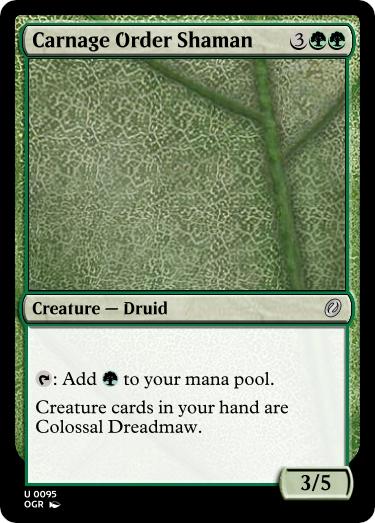 Carnage Order Shaman 3
Creature — Druid
: Add to your mana pool.
Creature cards in your hand are
Colossal Dreadmaw.
3/5
U 0095
OGR